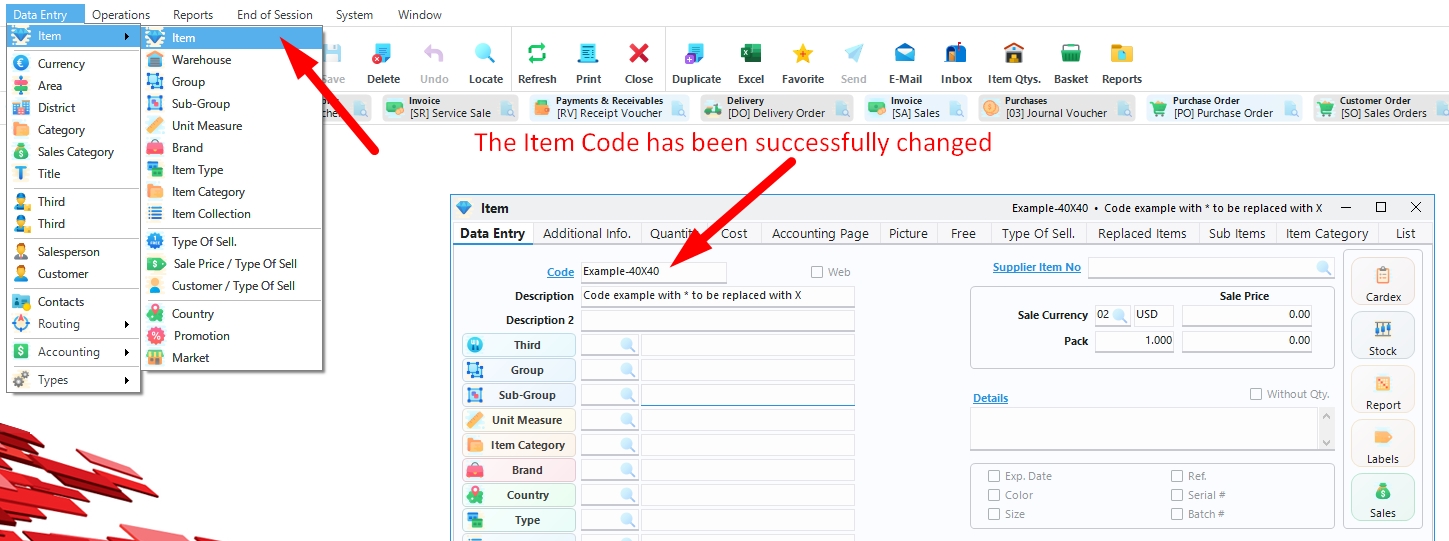 Data Entry Operations Reports End of Session System Window
Item
Currency
Area
District
Category
Sales Category
Title
Third
Third
Salesperson
Customer
Contacts
Routing
Accounting
Types
Item
Warehouse
Group
Sub-Group
Unit Measure
Brand
Item Type
Item Category
Item Collection
Type Of Sell.
Sale Price / Type Of Sell
Customer / Type Of Sell
Country
Promotion
Market
Delete Undo Locate Refresh Print Close Duplicate Excel Favorite Send E-Mail Inbox Item Qtys. Basket Reports
Invoice
[SR] Service Sale
Payments & Receivables
[RV] Receipt Voucher
Delivery
[DO] Delivery Order
Invoice
[SA] Sales
Purchases
[03] Journal Voucher
Purchase Order
[PO] Purchase Order
Customer Order
[SO] Sales Orders
The Item Code has been successfully changed
Item Example-40X40 • Code example with * to be replaced with X
Data Entry Additional Info. Cost Accounting Page Picture Free Type Of Sell. Replaced Items Sub Items Item Category List
Code Example-40X40 Web
Description Code example with * to be replaced with X
Description 2
Third
Group
Sub-Group
Unit Measure
Item Category
Brand
Country
Type
Supplier Item No
Sale Price
Sale Currency 02 USD 0.00
Pack 1.000 0.00
Details Without Qty.
Exp. Date Ref.
Color Serial #
Size Batch #
Cardex
Stock
Report
Labels
Sales